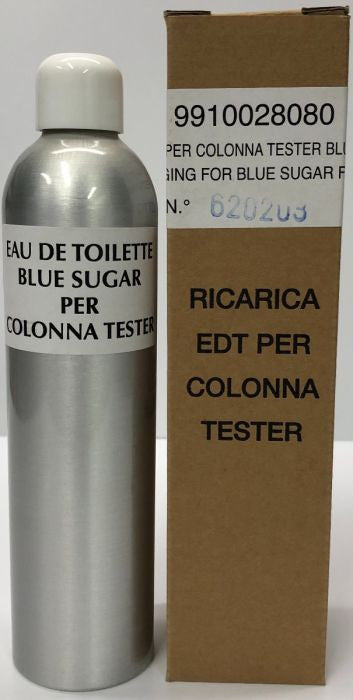 EAU DE TOILETTE
BLUE SUGAR
PER
COLONNA TESTER
9910028080
PER COLONNA TESTER BLU
GING FOR BLUE SUGAR F
N.° 620203
RICARICA
EDT PER
COLONNA
TESTER